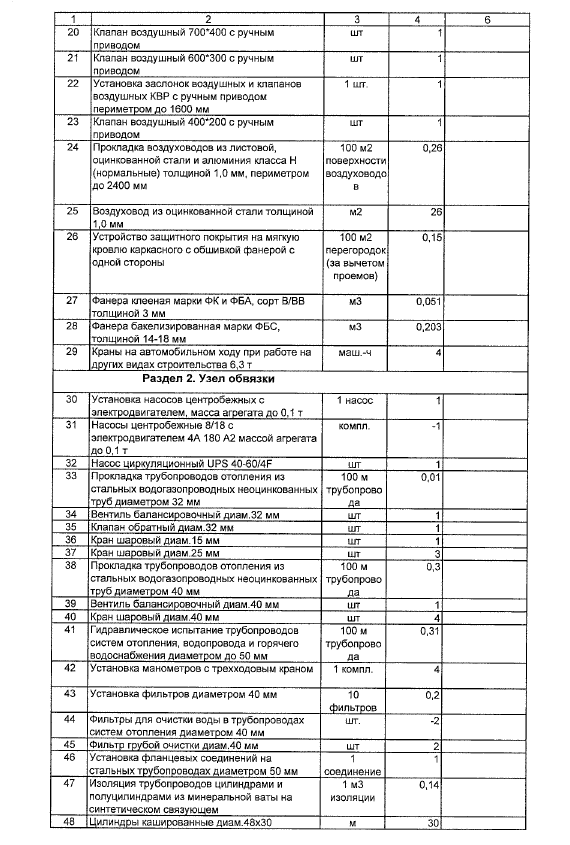 1 2 3 4 6
20 Клапан воздушный 700*400 с ручным шт 1
приводом
21 Клапан воздушный 600*300 с ручным шт 1
приводом
22 Установка заслонок воздушных и клапанов 1 шт. 1
воздушных КВР с ручным приводом
периметром до 1600 мм
23 Клапан воздушный 400*200 с ручным шт 1
приводом
24 Прокладка воздуховодов из листовой, 100 м2 0,26
оцинкованной стали и алюминия класса Н поверхности
(нормальные) толщиной 1,0 мм, периметром воздуховодо
до 2400 мм в
25 Воздуховод из оцинкованной стали толщиной м2 26
1,0 мм
26 Устройство защитного покрытия на мягкую 100 м2 0,15
кровлю каркасного с обшивкой фанерой с перегородок
одной стороны (за вычетом
проемов)
27 Фанера клееная марки ФК и ФБА, сорт В/ВВ м3 0,051
толщиной 3 мм
28 Фанера бакелизированная марки ФБС, м3 0,203
толщиной 14-18 мм
29 Краны на автомобильном ходу при работе на маш.-ч 4
других видах строительства 6,3 т
Раздел 2. Узел обвязки
30 Установка насосов центробежных с 1 насос 1
электродвигателем, масса агрегата до 0,1 т
31 Насосы центробежные 8/18 с компл. -1
электродвигателем 4А 180 А2 массой агрегата
до 0,1 т
32 Насос циркуляционный UPS 40-60/4F шт 1
33 Прокладка трубопроводов отопления из 100 м 0,01
стальных водогазопроводных неоцинкованных трубопрово
труб диаметром 32 мм да
34 Вентиль балансировочный диам.32 мм шт 1
35 Клапан обратный диам.32 мм шт 1
36 Кран шаровый диам.15 мм шт 1
37 Кран шаровый диам.25 мм шт 3
38 Прокладка трубопроводов отопления из 100 м 0,3
стальных водогазопроводных неоцинкованных трубопрово
труб диаметром 40 мм да
39 Вентиль балансировочный диам.40 мм шт 1
40 Кран шаровый диам.40 мм шт 4
41 Гидравлическое испытание трубопроводов 100 м 0,31
систем отопления, водопровода и горячего трубопрово
водоснабжения диаметром до 50 мм да
42 Установка манометров с трехходовым краном 1 компл. 4
43 Установка фильтров диаметром 40 мм 10 0,2
фильтров
44 Фильтры для очистки воды в трубопроводах шт. -2
систем отопления диаметром 40 мм
45 Фильтр грубой очистки диам.40 мм шт 2
46 Установка фланцевых соединений на 1 1
стальных трубопроводах диаметром 50 мм соединение
47 Изоляция трубопроводов цилиндрами и 1 м3 0,14
полуцилиндрами из минеральной ваты на изоляции
синтетическом связующем
48 Цилиндры кашированные диам.48х30 м 30